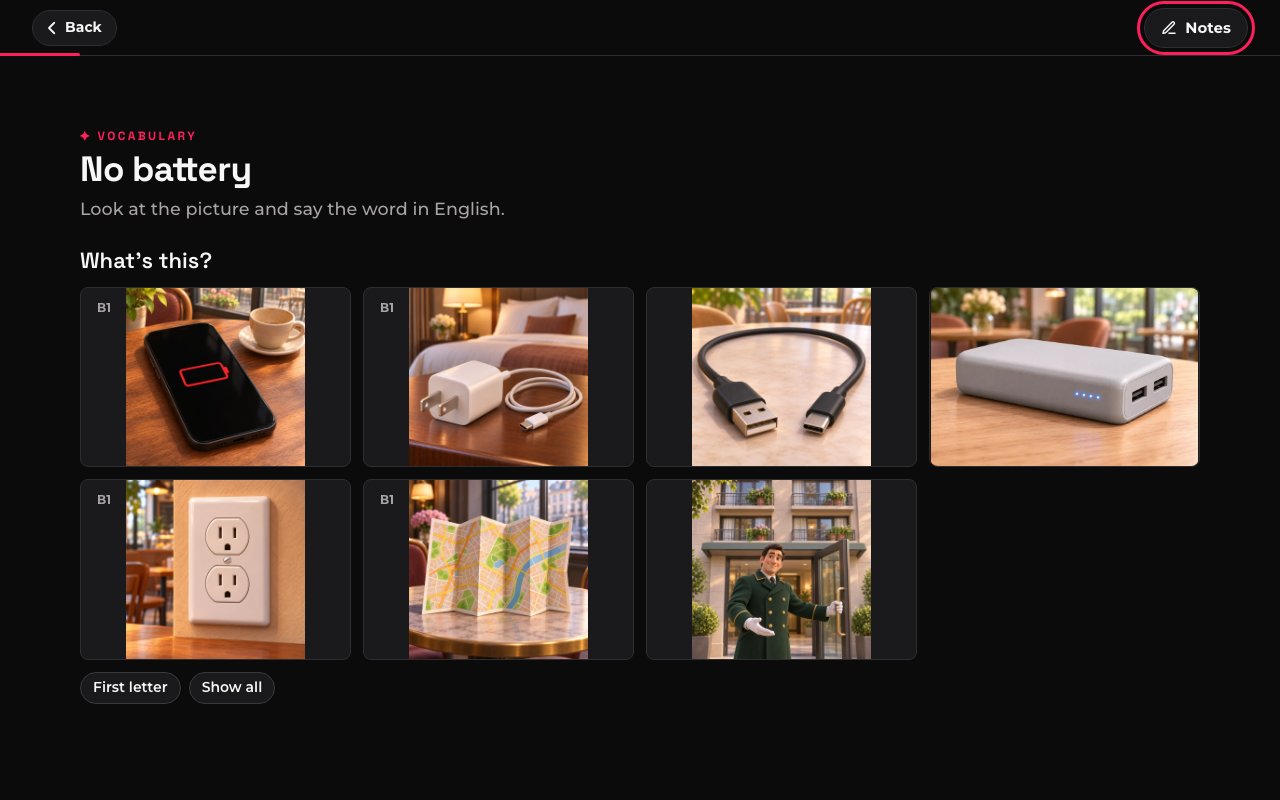 Back
Notes
VOCABULARY
No battery
Look at the picture and say the word in English.
What's this?
B1
B1
B1
B1
First letter
Show all